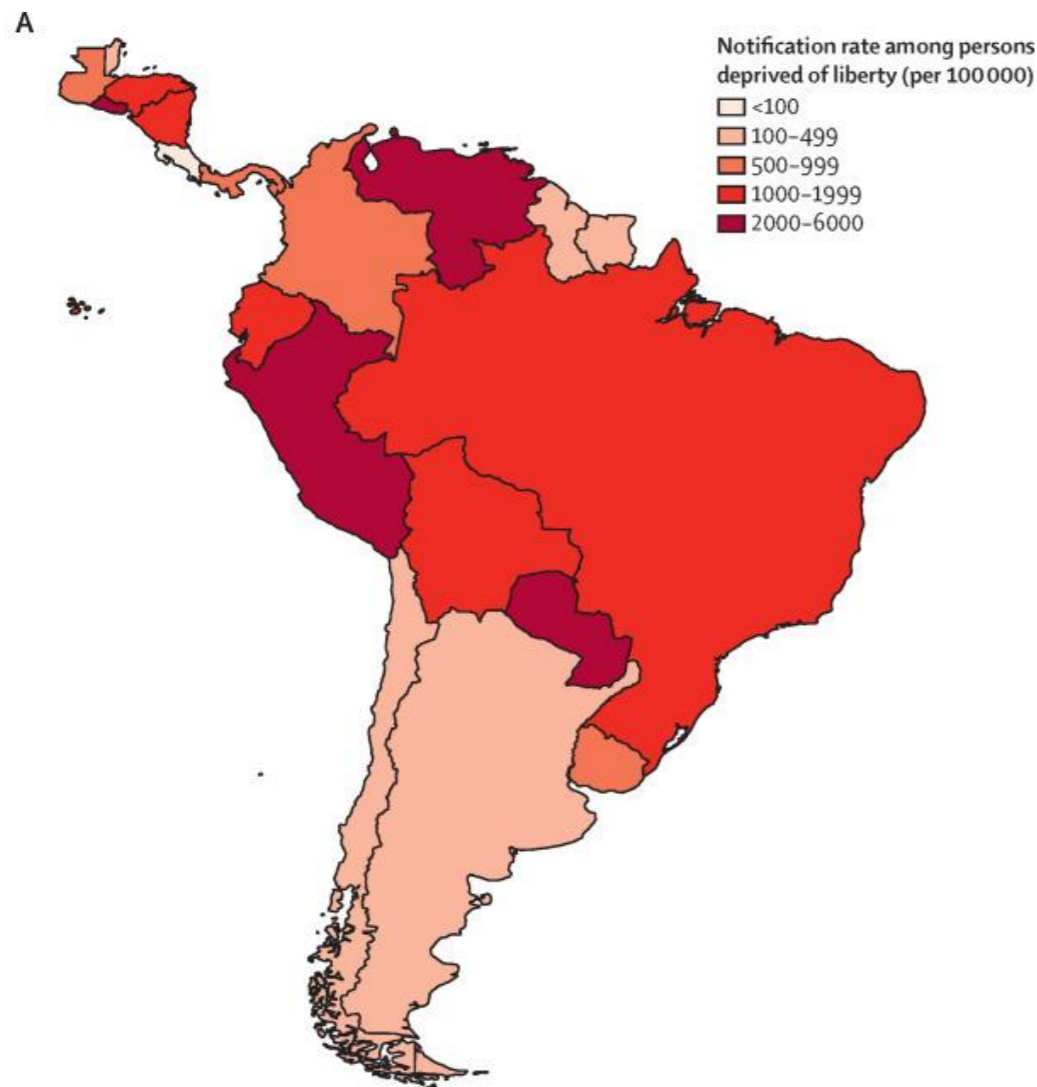 A
Notification rate among persons
deprived of liberty (per 100 000)
<100
100–499
500–999
1000–1999
2000–6000